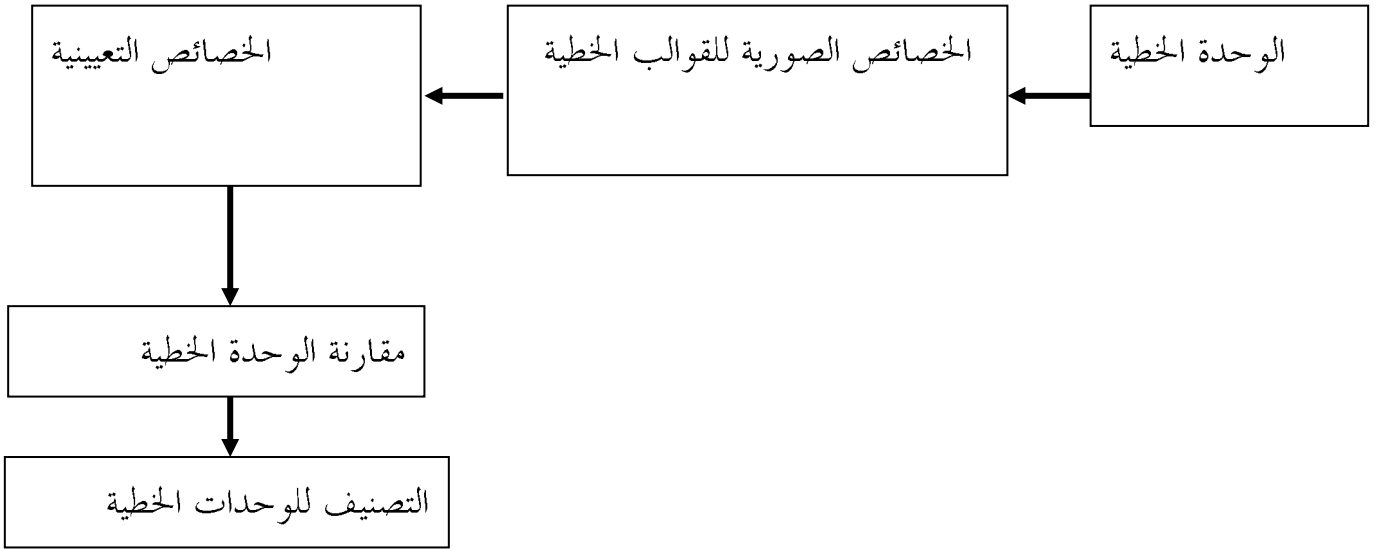 الوحدة الخطية
الخصائص الصورية للقوالب الخطية
الخصائص التعيينية
مقارنة الوحدة الخطية
التصنيف للوحدات الخطية